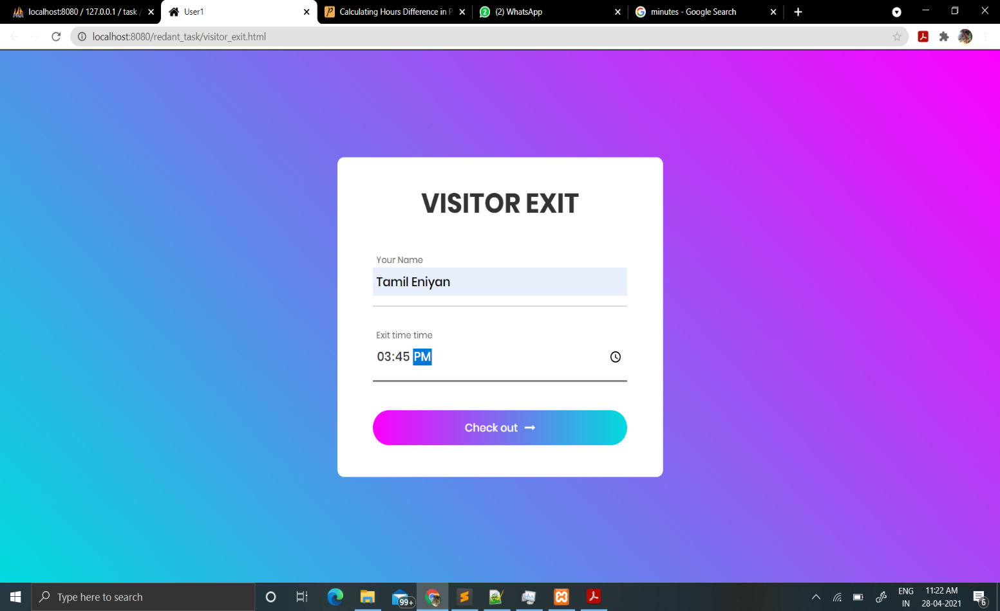 localhost:8080 / 127.0.0.1 / task /
User1
Calculating Hours Difference in P
2
(2) WhatsApp
minutes - Google Search
localhost:8080/redant_task/visitor_exit.html
VISITOR EXIT
Your Name
Tamil Eniyan
Exit time time
03:45 PM
Check out
Type here to search
99+
ENG
IN
11:22 AM
28-04-2021
6